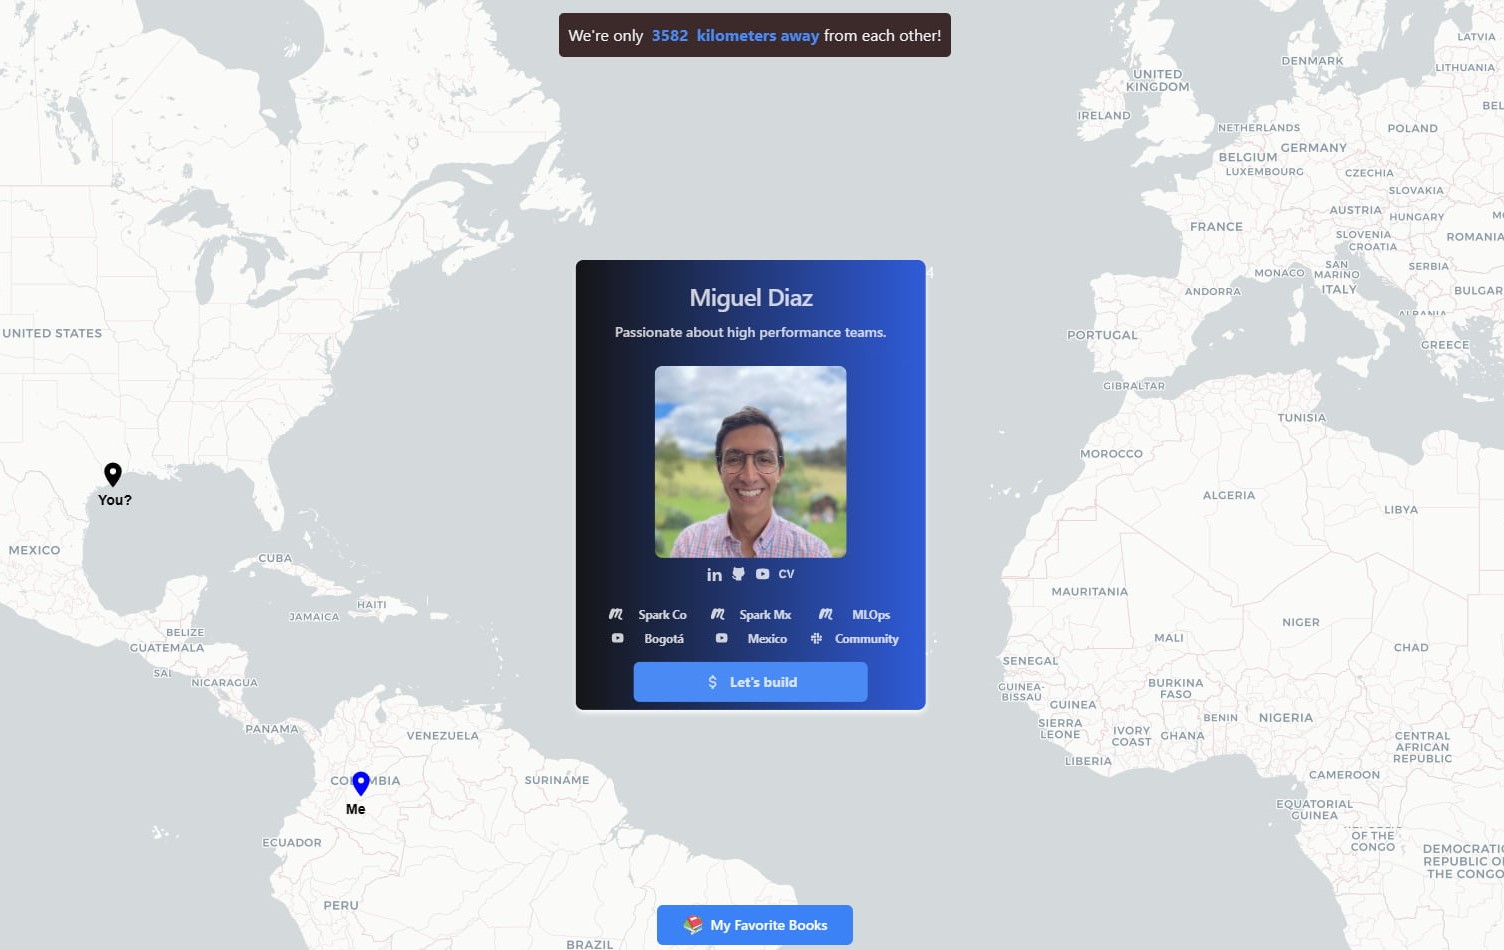 We're only 3582 kilometers away from each other!
Miguel Diaz
Passionate about high performance teams.
CV
Spark Co Spark Mx MLOps
Bogotá Mexico Community
$ Let's build
My Favorite Books
You?
Me
4
UNITED STATES
MEXICO
CUBA
HAITI
JAMAICA
BELIZE
GUATEMALA
NICARAGUA
PANAMA
VENEZUELA
SURINAME
ECUADOR
PERU
BRAZIL
LATVIA
DENMARK
LITHUANIA
UNITED
KINGDOM
IRELAND
NETHERLANDS
POLAND
GERMANY
BELGIUM
LUXEMBOURG
CZECHIA
SLOVAKIA
AUSTRIA
HUNGARY
FRANCE
SLOVENIA
CROATIA
ROMANIA
SAN
MARINO
MONACO
ITALY
SERBIA
ANDORRA
BULGAR
ALBANIA
PORTUGAL
GREECE
GIBRALTAR
TUNISIA
MOROCCO
ALGERIA
LIBYA
MAURITANIA
NIGER
MALI
CHAD
SENEGAL
GUINEA-
BISSAU
BURKINA
FASO
GUINEA
SIERRA
LEONE
IVORY
COAST
GHANA
BENIN
NIGERIA
LIBERIA
CENTRAL
AFRICAN
REPUBLIC
CAMEROON
EQUATORIAL
GUINEA
OF THE
CONGO
DEMOCRATI
REPUBLIC O
THE CONGO